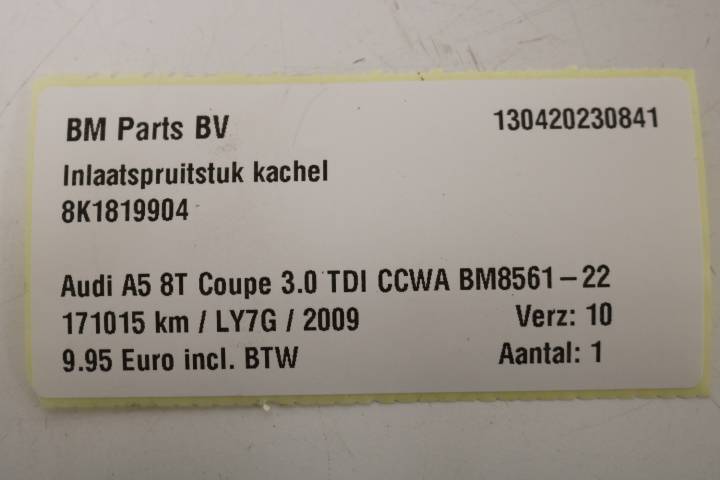 BM Parts BV 130420230841
Inlaatspruitstuk kachel
8K1819904
Audi A5 8T Coupe 3.0 TDI CCWA BM8561-22
171015 km / LY7G / 2009 Verz: 10
9.95 Euro incl. BTW Aantal: 1